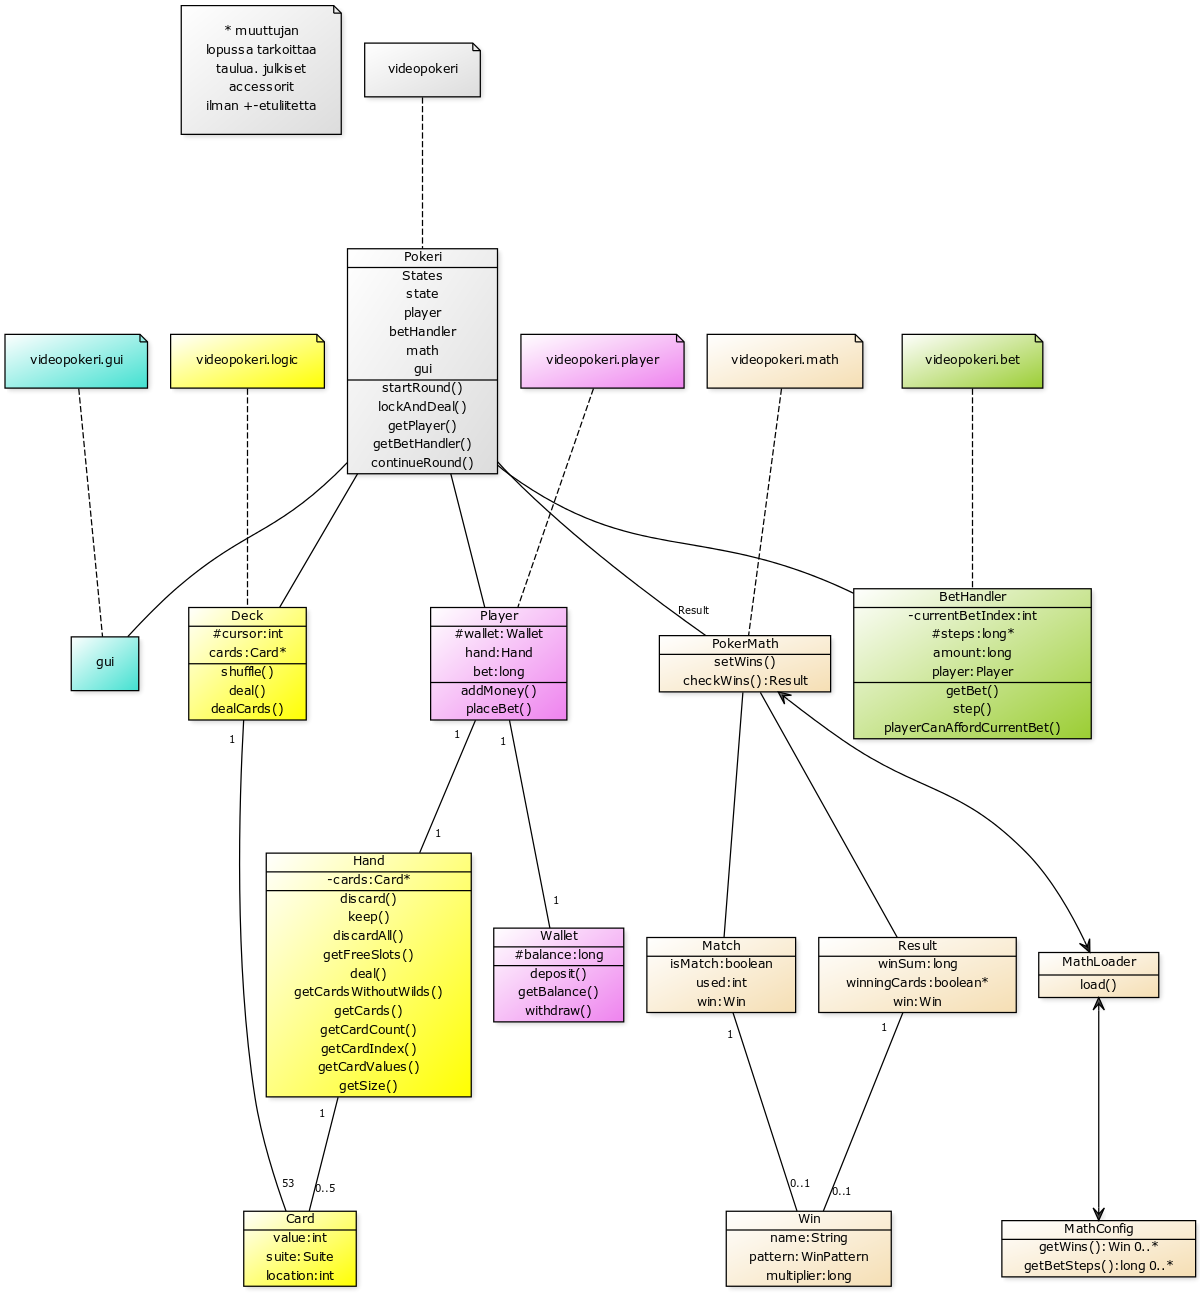 * muuttujan
lopussa tarkoittaa
taulua. julkiset
accessorit
ilman +-etuliitetta
videopokeri
Pokeri
States
state
player
betHandler
math
gui
startRound()
lockAndDeal()
getPlayer()
getBetHandler()
continueRound()
videopokeri.gui
videopokeri.logic
videopokeri.player
videopokeri.math
videopokeri.bet
gui
Deck
#cursor:int
cards:Card*
shuffle()
deal()
dealCards()
Player
#wallet:Wallet
hand:Hand
bet:long
addMoney()
placeBet()
Result
PokerMath
setWins()
checkWins():Result
BetHandler
-currentBetIndex:int
#steps:long*
amount:long
player:Player
getBet()
step()
playerCanAffordCurrentBet()
1
1
1
1
1
Hand
-cards:Card*
discard()
keep()
discardAll()
getFreeSlots()
deal()
getCardsWithoutWilds()
getCards()
getCardCount()
getCardIndex()
getCardValues()
getSize()
Wallet
#balance:long
deposit()
getBalance()
withdraw()
Match
isMatch:boolean
used:int
win:Win
Result
winSum:long
winningCards:boolean*
win:Win
MathLoader
load()
1
1
1
53
0..5
0..1
0..1
Card
value:int
suite:Suite
location:int
Win
name:String
pattern:WinPattern
multiplier:long
MathConfig
getWins():Win 0..*
getBetSteps():long 0..*